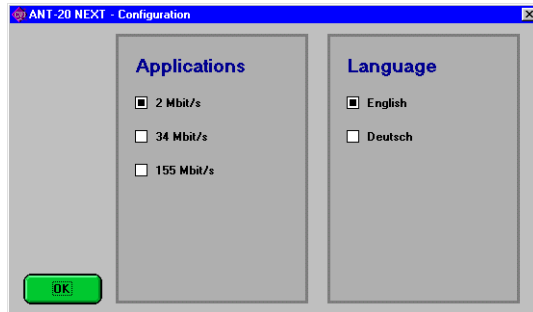 ANT-20 NEXT - Configuration
Applications
2 Mbit/s
34 Mbit/s
155 Mbit/s
Language
English
Deutsch
OK